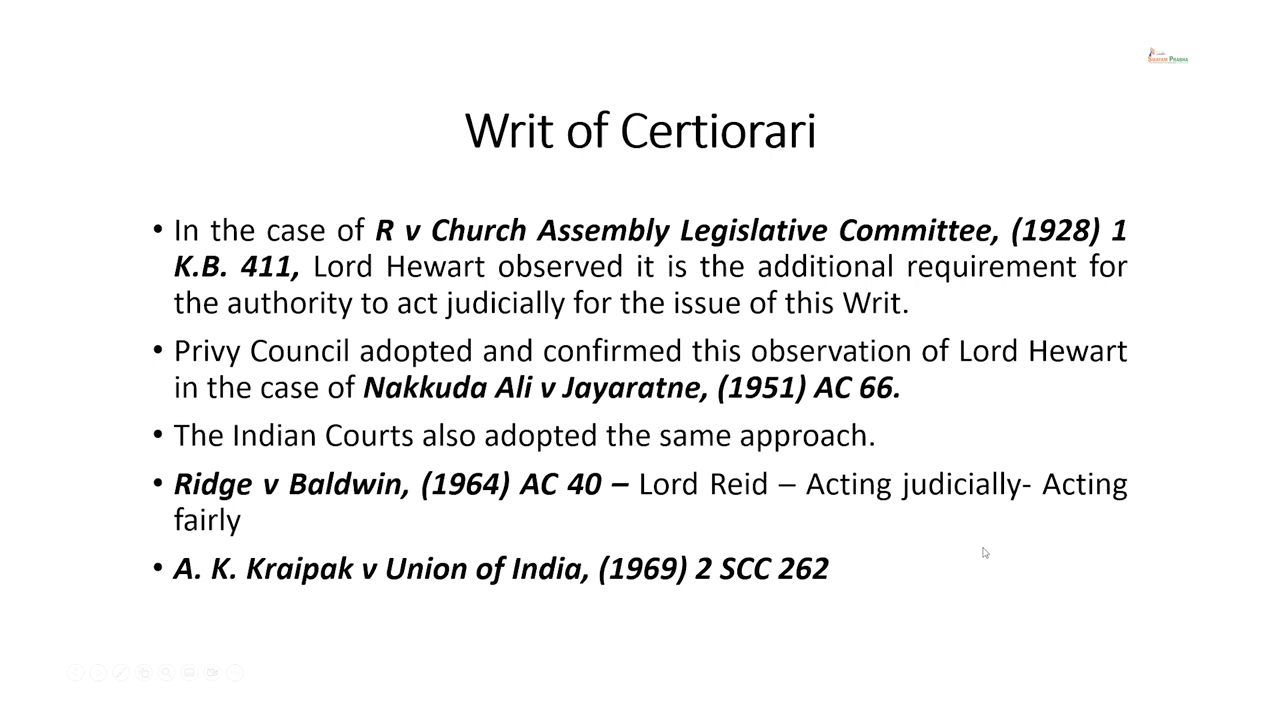 SWAYAM PRABHA
Writ of Certiorari
• In the case of R v Church Assembly Legislative Committee, (1928) 1
K.B. 411, Lord Hewart observed it is the additional requirement for
the authority to act judicially for the issue of this Writ.
• Privy Council adopted and confirmed this observation of Lord Hewart
in the case of Nakkuda Ali v Jayaratne, (1951) AC 66.
• The Indian Courts also adopted the same approach.
• Ridge v Baldwin, (1964) AC 40 – Lord Reid – Acting judicially- Acting
fairly
• A. K. Kraipak v Union of India, (1969) 2 SCC 262